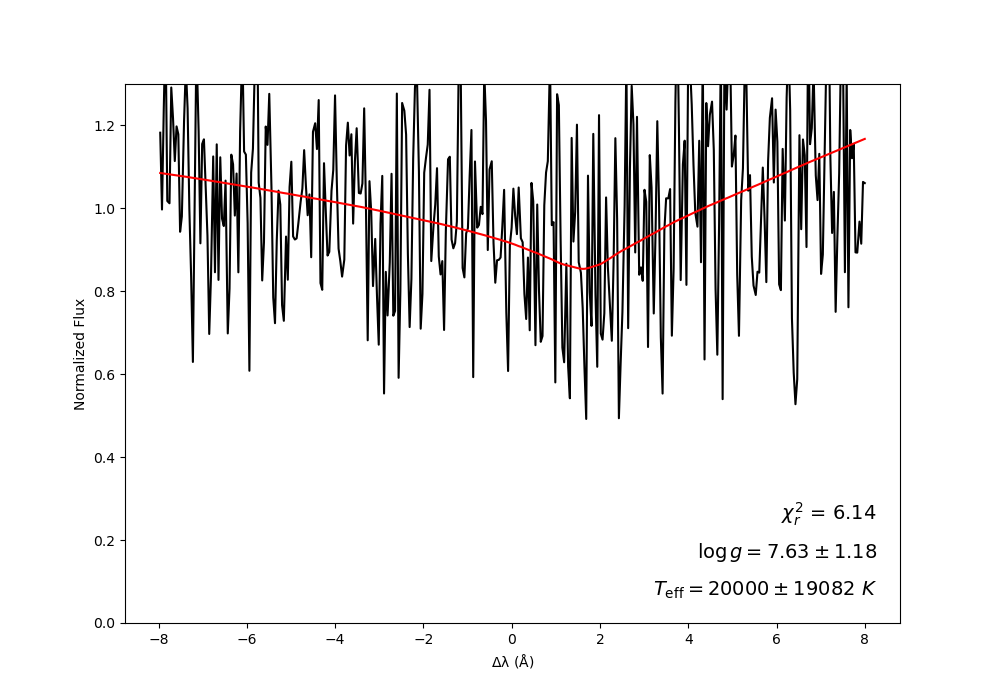 1.2
1.0
0.8
0.6
0.4
0.2
0.0
Normalized Flux
χ²ᵣ = 6.14
log g = 7.63 ± 1.18
T_eff = 20000 ± 19082 K
−8 −6 −4 −2 0 2 4 6 8
Δλ (Å)